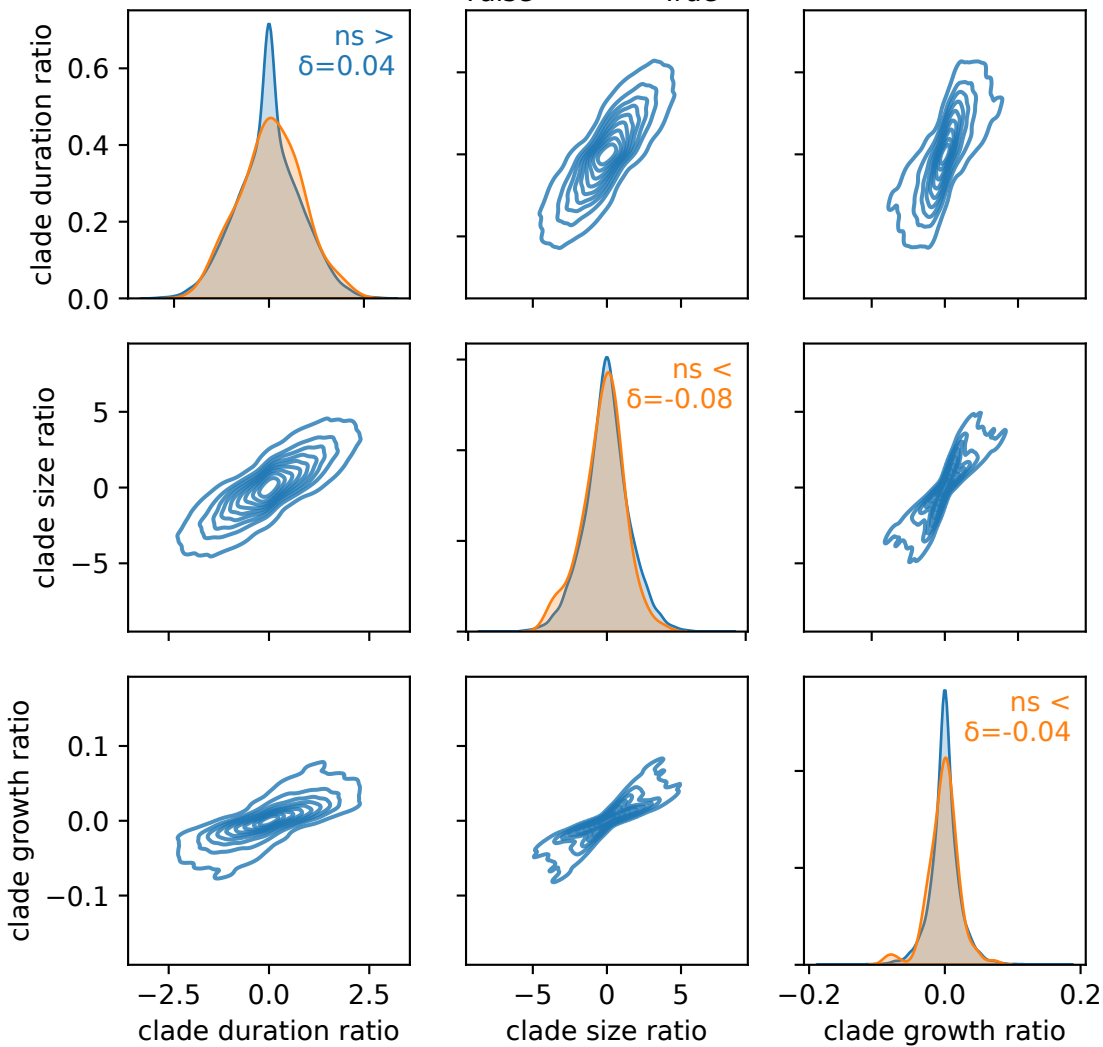 clade duration ratio
0.6
0.4
0.2
0.0
ns >
δ=0.04
clade size ratio
5
0
−5
ns <
δ=-0.08
clade growth ratio
0.1
0.0
−0.1
ns <
δ=-0.04
−2.5 0.0 2.5
−5 0 5
−0.2 0.0 0.2
clade duration ratio
clade size ratio
clade growth ratio